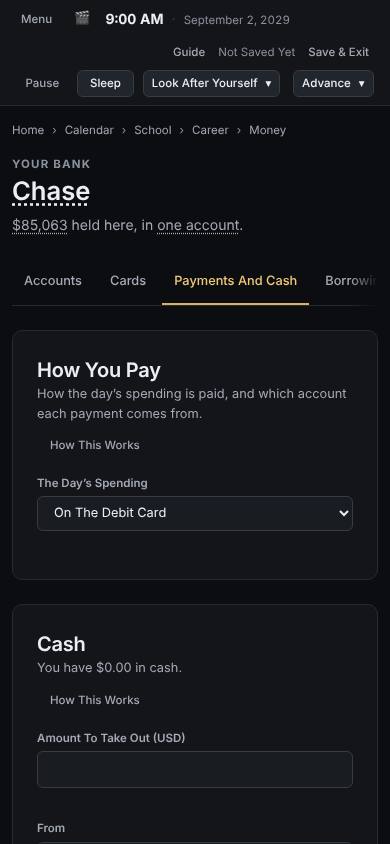 Menu 🎬 9:00 AM · September 2, 2029
Guide Not Saved Yet Save & Exit
Pause Sleep Look After Yourself ▾ Advance ▾
Home › Calendar › School › Career › Money
YOUR BANK
Chase
$85,063 held here, in one account.
Accounts Cards Payments And Cash Borrowin
How You Pay
How the day's spending is paid, and which account
each payment comes from.
How This Works
The Day's Spending
On The Debit Card
Cash
You have $0.00 in cash.
How This Works
Amount To Take Out (USD)
From